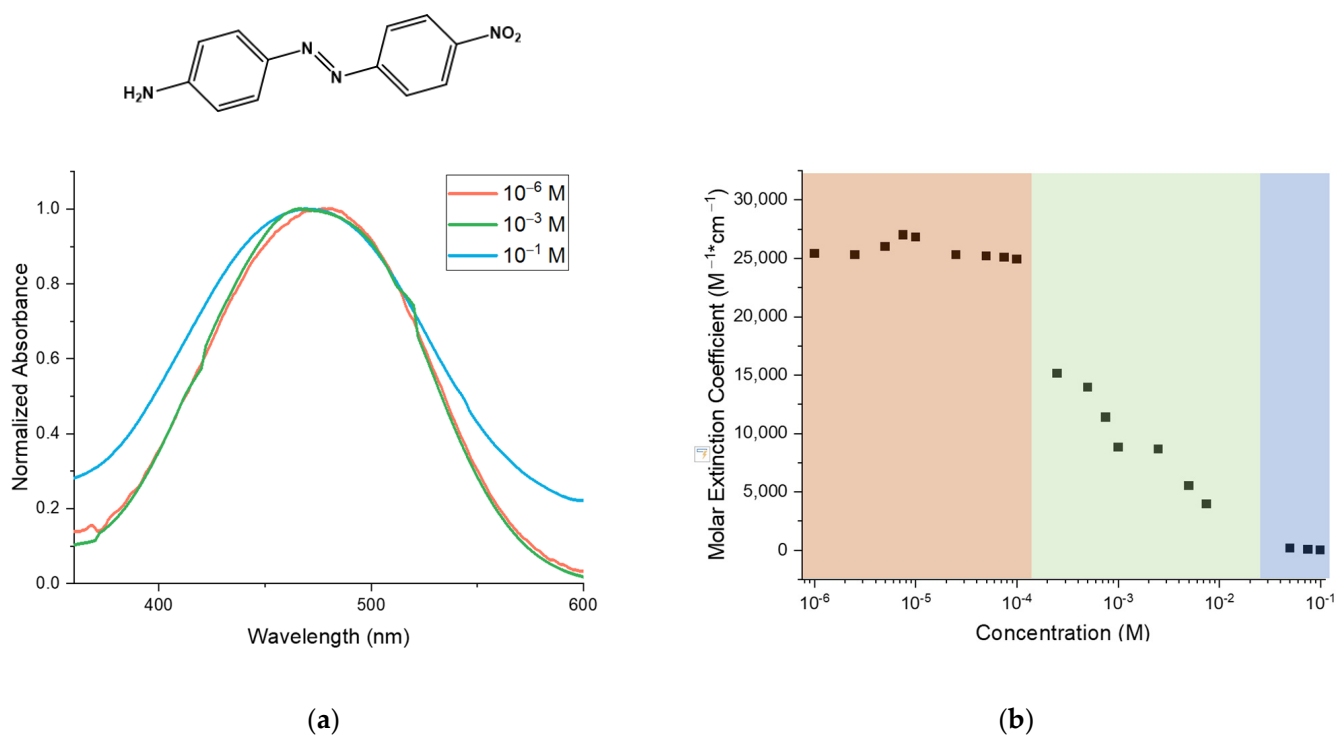 NO₂
N
N
H₂N
10⁻⁶ M
10⁻³ M
10⁻¹ M
1.0
0.8
0.6
0.4
0.2
0.0
Normalized Absorbance
400
500
600
Wavelength (nm)
(a)
30,000
25,000
20,000
15,000
10,000
5,000
0
Molar Extinction Coefficient (M⁻¹*cm⁻¹)
10⁻⁶
10⁻⁵
10⁻⁴
10⁻³
10⁻²
10⁻¹
Concentration (M)
(b)